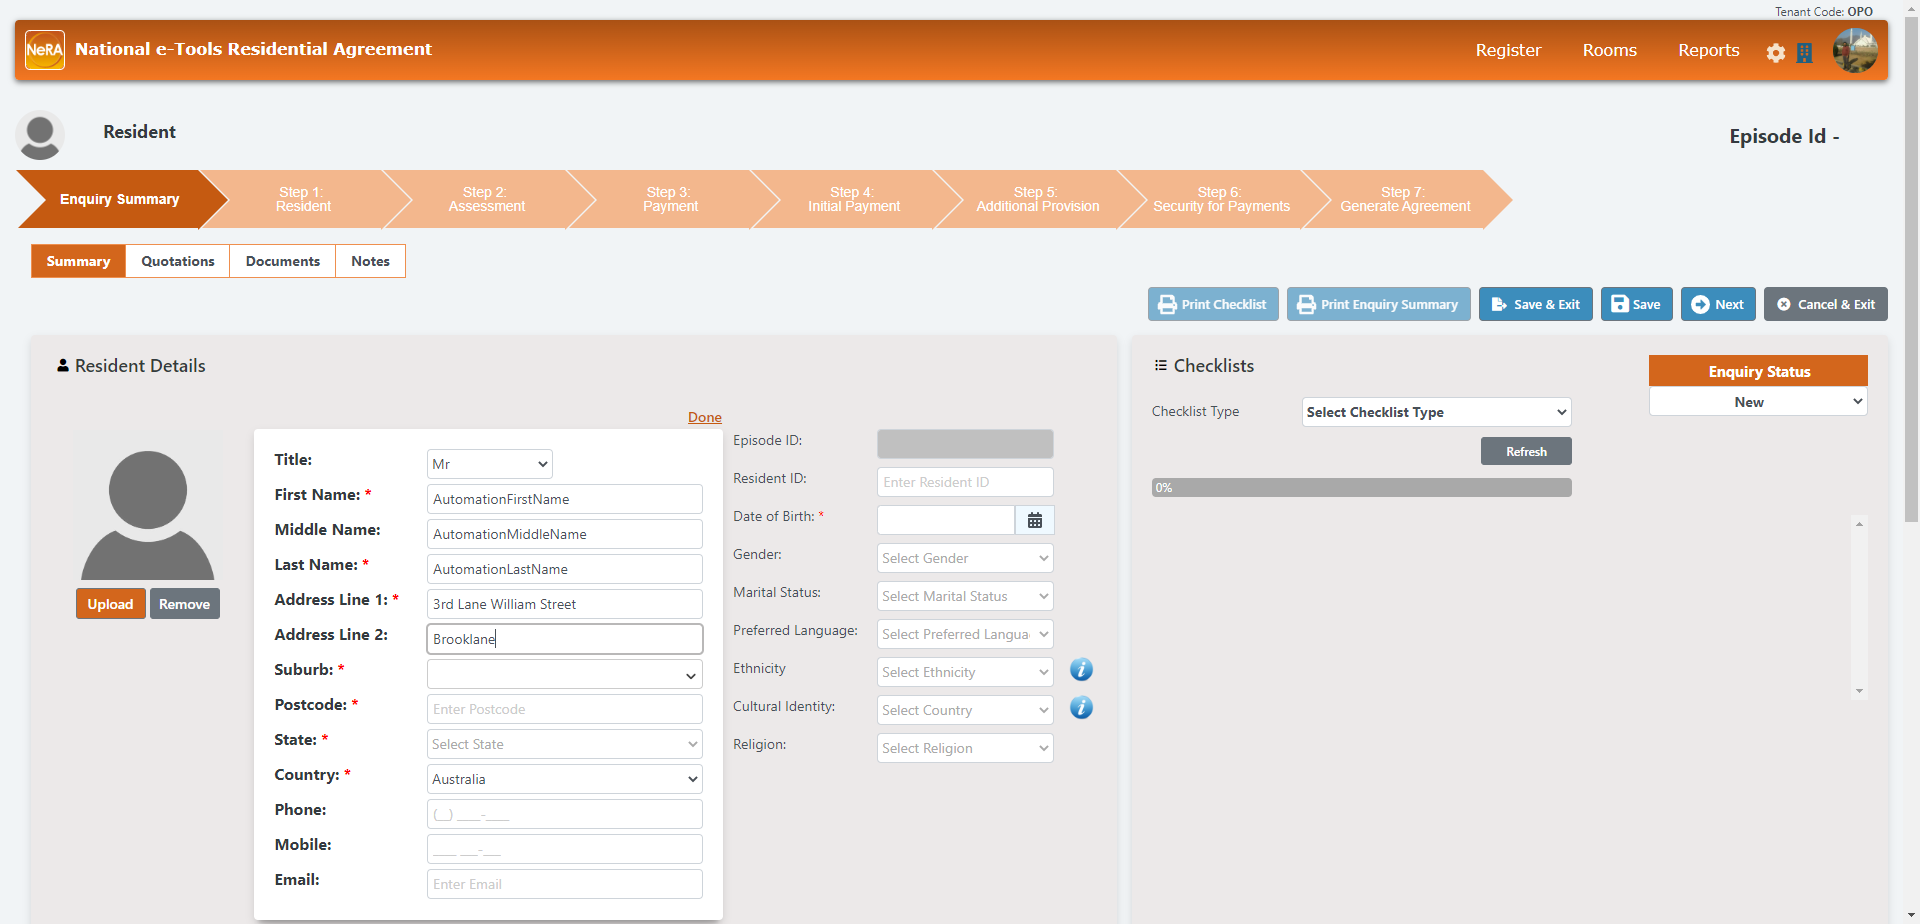 Tenant Code: OPO
NeRA National e-Tools Residential Agreement
Register Rooms Reports
Resident
Episode Id -
Enquiry Summary
Step 1:
Resident
Step 2:
Assessment
Step 3:
Payment
Step 4:
Initial Payment
Step 5:
Additional Provision
Step 6:
Security for Payments
Step 7:
Generate Agreement
Summary Quotations Documents Notes
Print Checklist Print Enquiry Summary Save & Exit Save Next Cancel & Exit
Resident Details
Done
Title: Mr
First Name: * AutomationFirstName
Middle Name: AutomationMiddleName
Last Name: * AutomationLastName
Address Line 1: * 3rd Lane William Street
Address Line 2: Brooklane
Suburb: *
Postcode: * Enter Postcode
State: * Select State
Country: * Australia
Phone: (__) ____-____
Mobile: ____ ___-___
Email: Enter Email
Upload Remove
Episode ID:
Resident ID: Enter Resident ID
Date of Birth: *
Gender: Select Gender
Marital Status: Select Marital Status
Preferred Language: Select Preferred Langua
Ethnicity Select Ethnicity
Cultural Identity: Select Country
Religion: Select Religion
Checklists
Enquiry Status
New
Checklist Type Select Checklist Type
Refresh
0%